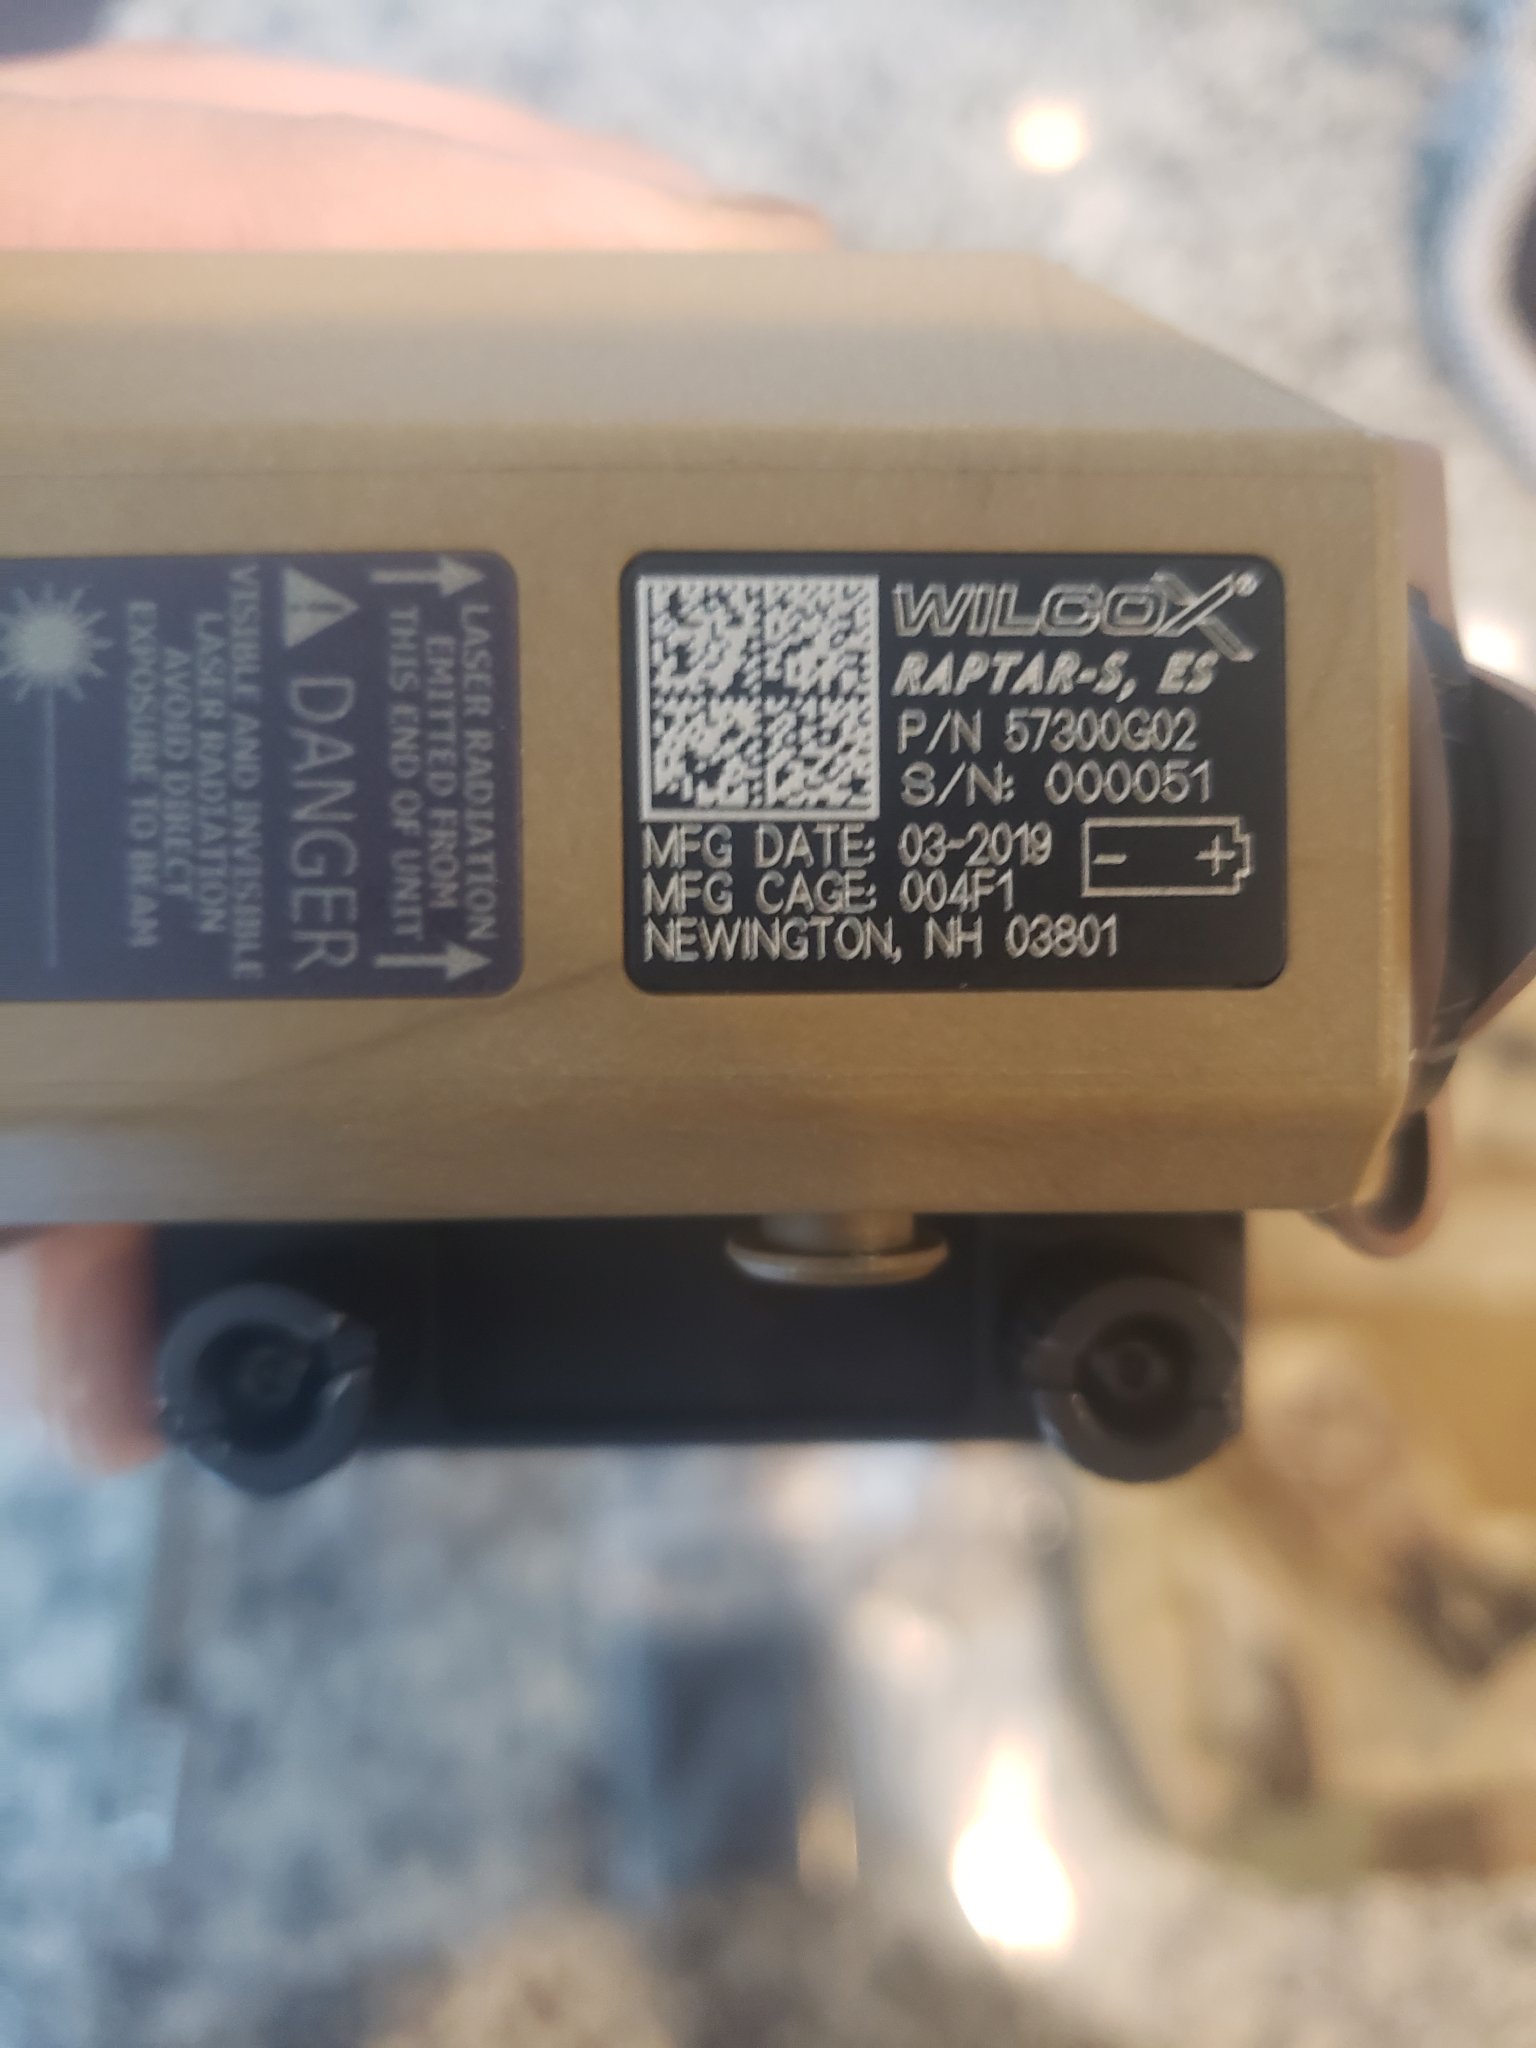 LASER RADIATION
EMITTED FROM
THIS END OF UNIT
DANGER
VISIBLE AND INVISIBLE
LASER RADIATION
AVOID DIRECT
EXPOSURE TO BEAM
WILCOX®
RAPTAR-S, ES
P/N 57300G02
S/N: 000051
MFG DATE: 03-2019
MFG CAGE: 004F1
NEWINGTON, NH 03801